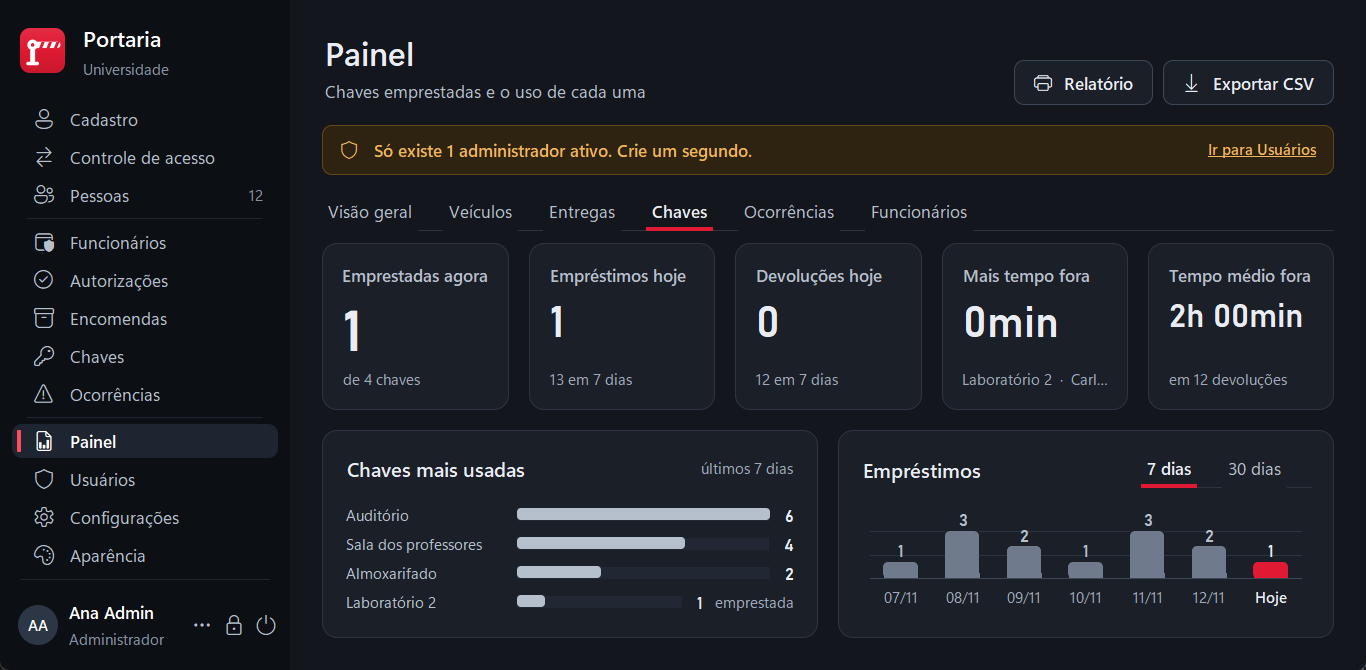 Portaria
Universidade
Cadastro
Controle de acesso
Pessoas 12
Funcionários
Autorizações
Encomendas
Chaves
Ocorrências
Painel
Usuários
Configurações
Aparência
AA
Ana Admin
Administrador
Painel
Chaves emprestadas e o uso de cada uma
Relatório
Exportar CSV
Só existe 1 administrador ativo. Crie um segundo.
Ir para Usuários
Visão geral Veículos Entregas Chaves Ocorrências Funcionários
Emprestadas agora
1
de 4 chaves
Empréstimos hoje
1
13 em 7 dias
Devoluções hoje
0
12 em 7 dias
Mais tempo fora
0min
Laboratório 2 · Carl...
Tempo médio fora
2h 00min
em 12 devoluções
Chaves mais usadas últimos 7 dias
Auditório 6
Sala dos professores 4
Almoxarifado 2
Laboratório 2 1 emprestada
Empréstimos 7 dias 30 dias
1 3 2 1 3 2 1
07/11 08/11 09/11 10/11 11/11 12/11 Hoje